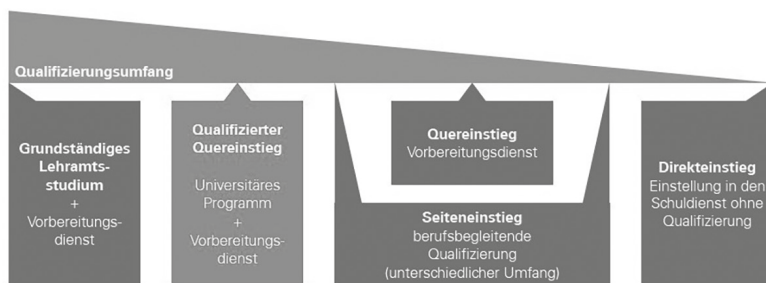 Qualifizierungsumfang
Grundständiges
Lehramts-
studium
+
Vorbereitungs-
dienst
Qualifizierter
Quereinstieg
Universitäres
Programm
+
Vorbereitungs-
dienst
Quereinstieg
Vorbereitungsdienst
Seiteneinstieg
berufsbegleitende
Qualifizierung
(unterschiedlicher Umfang)
Direkteinstieg
Einstellung in den
Schuldienst ohne
Qualifizierung